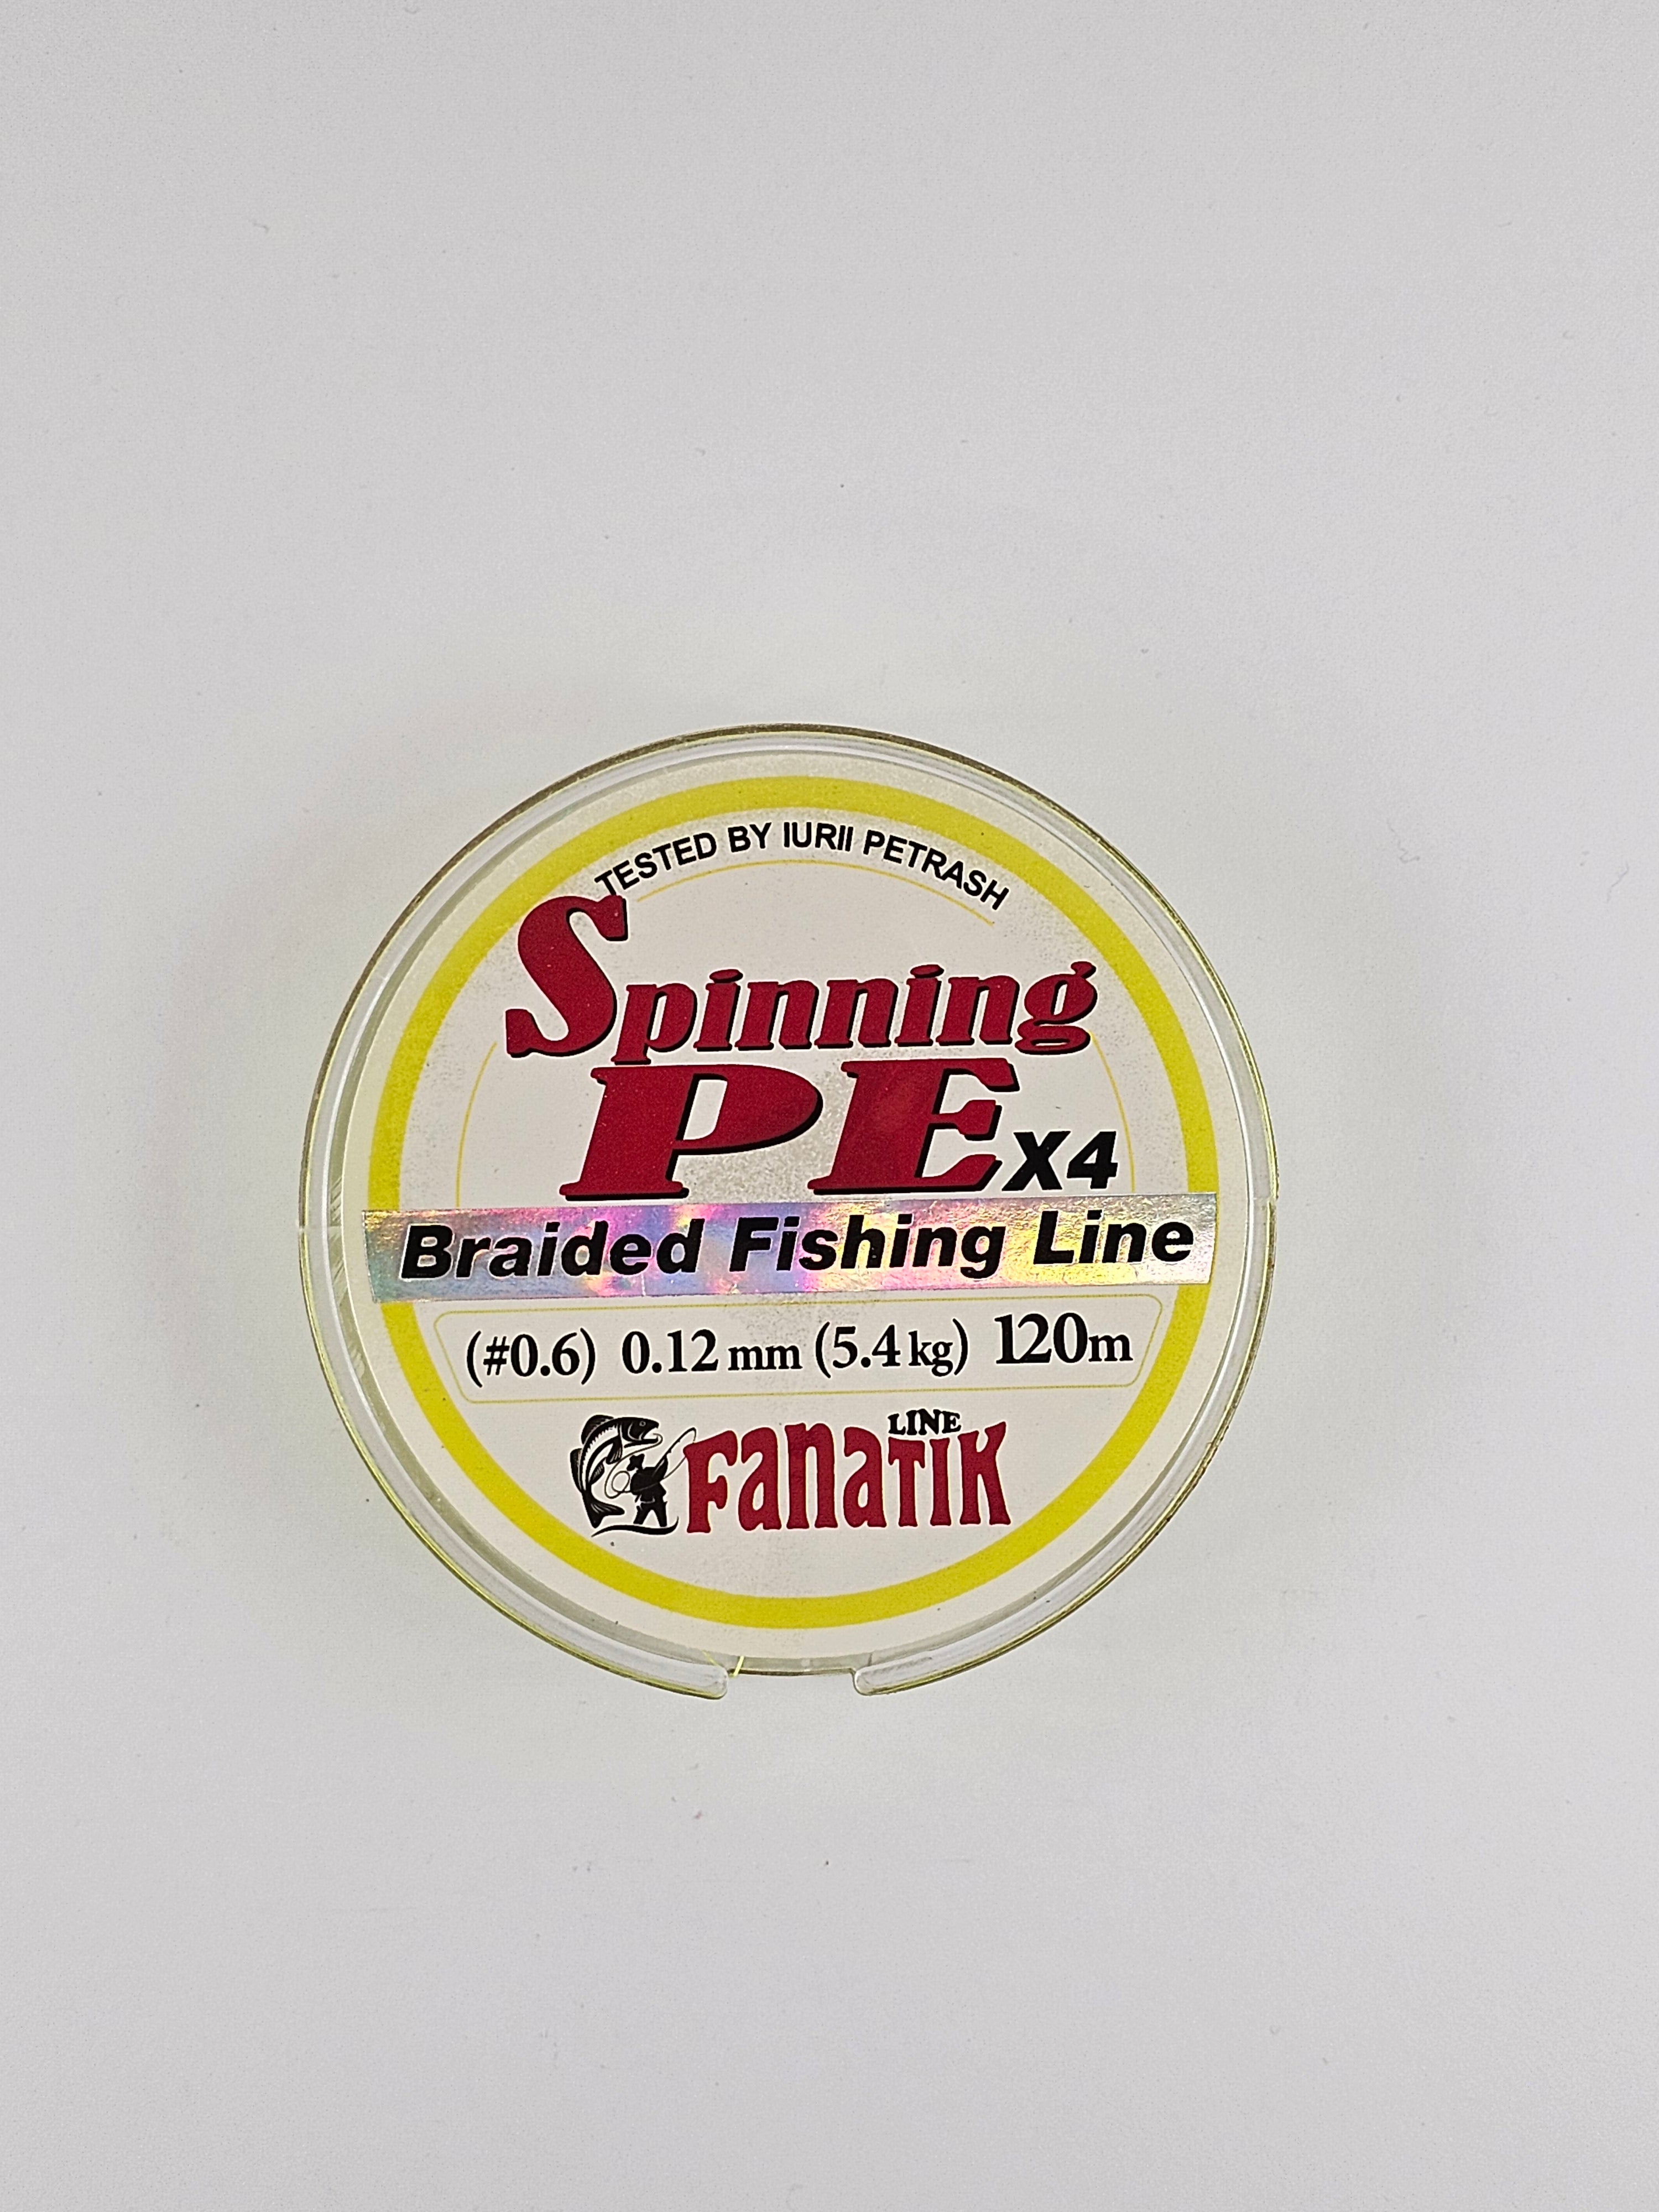 TESTED BY IURII PETRASH
Spinning
PE X4
Braided Fishing Line
(#0.6) 0.12 mm (5.4 kg) 120m
LINE
FANATIK